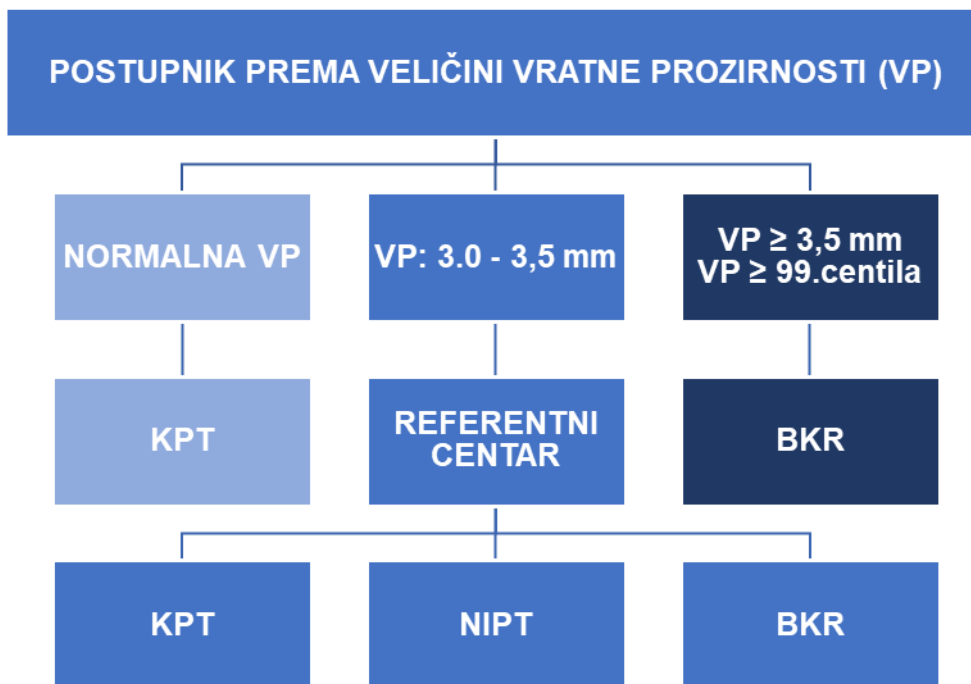 POSTUPNIK PREMA VELIČINI VRATNE PROZIRNOSTI (VP)
NORMALNA VP
VP: 3.0 - 3,5 mm
VP ≥ 3,5 mm
VP ≥ 99.centila
KPT
REFERENTNI
CENTAR
BKR
KPT
NIPT
BKR